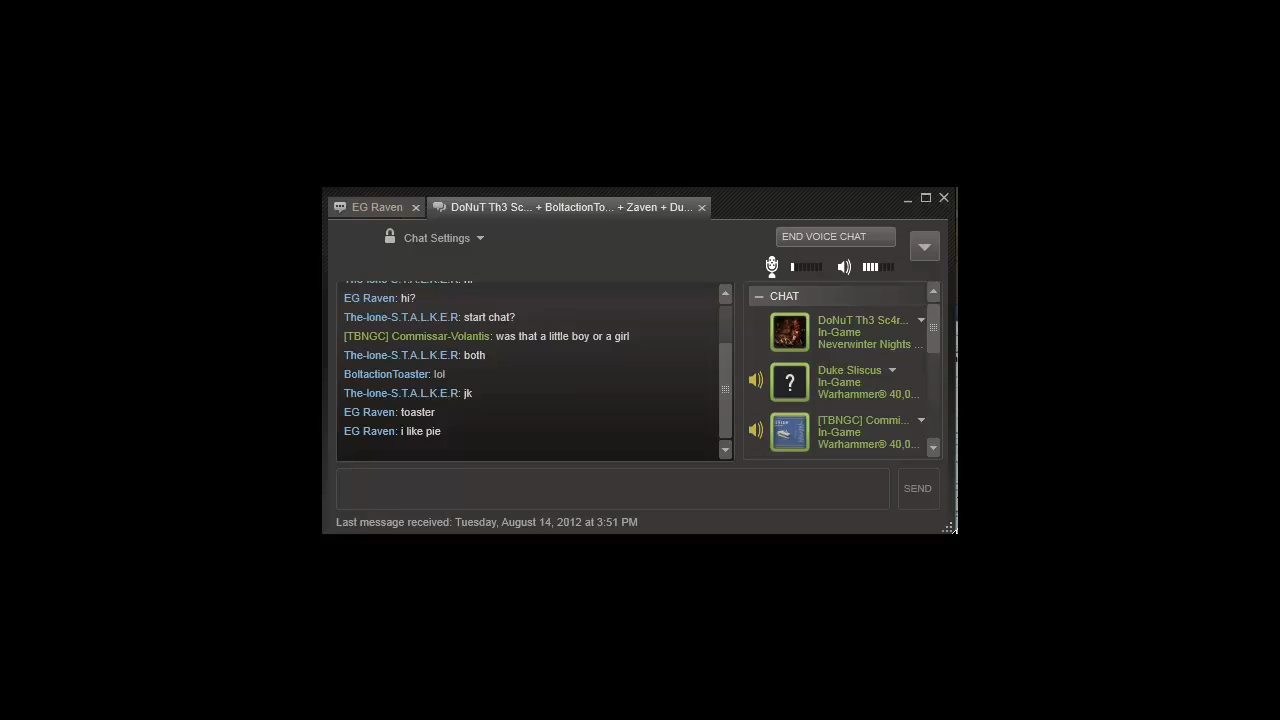 EG Raven
DoNuT Th3 Sc... + BoltactionTo... + Zaven + Du...
Chat Settings
END VOICE CHAT
EG Raven: hi?
The-lone-S.T.A.L.K.E.R: start chat?
[TBNGC] Commissar-Volantis: was that a little boy or a girl
The-lone-S.T.A.L.K.E.R: both
BoltactionToaster: lol
The-lone-S.T.A.L.K.E.R: jk
EG Raven: toaster
EG Raven: i like pie
CHAT
DoNuT Th3 Sc4r...
In-Game
Neverwinter Nights ...
?
Duke Sliscus
In-Game
Warhammer® 40,0...
[TBNGC] Commi...
In-Game
Warhammer® 40,0...
SEND
Last message received: Tuesday, August 14, 2012 at 3:51 PM